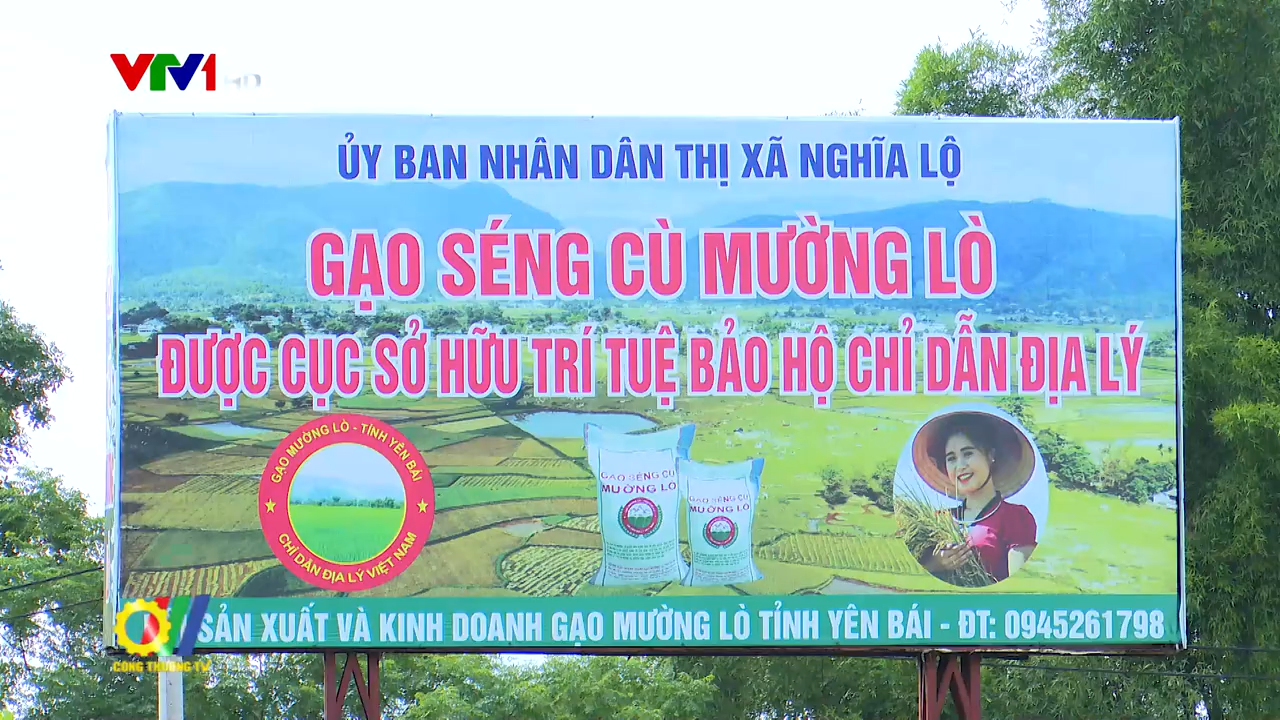 VTV1
HD
ỦY BAN NHÂN DÂN THỊ XÃ NGHĨA LỘ
GẠO SÉNG CÙ MƯỜNG LÒ
ĐƯỢC CỤC SỞ HỮU TRÍ TUỆ BẢO HỘ CHỈ DẪN ĐỊA LÝ
GẠO MƯỜNG LÒ - TỈNH YÊN BÁI
CHỈ DẪN ĐỊA LÝ VIỆT NAM
GẠO SÉNG CÙ
MƯỜNG LÒ
GẠO SÉNG CÙ
MƯỜNG LÒ
SẢN XUẤT VÀ KINH DOANH GẠO MƯỜNG LÒ TỈNH YÊN BÁI - ĐT: 0945261798
CÔNG THƯƠNG TV